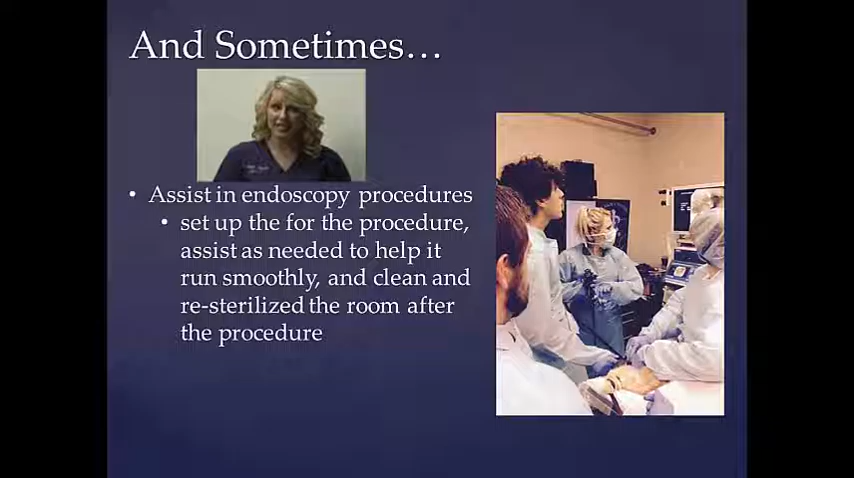 And Sometimes…
• Assist in endoscopy procedures
• set up the for the procedure,
assist as needed to help it
run smoothly, and clean and
re-sterilized the room after
the procedure